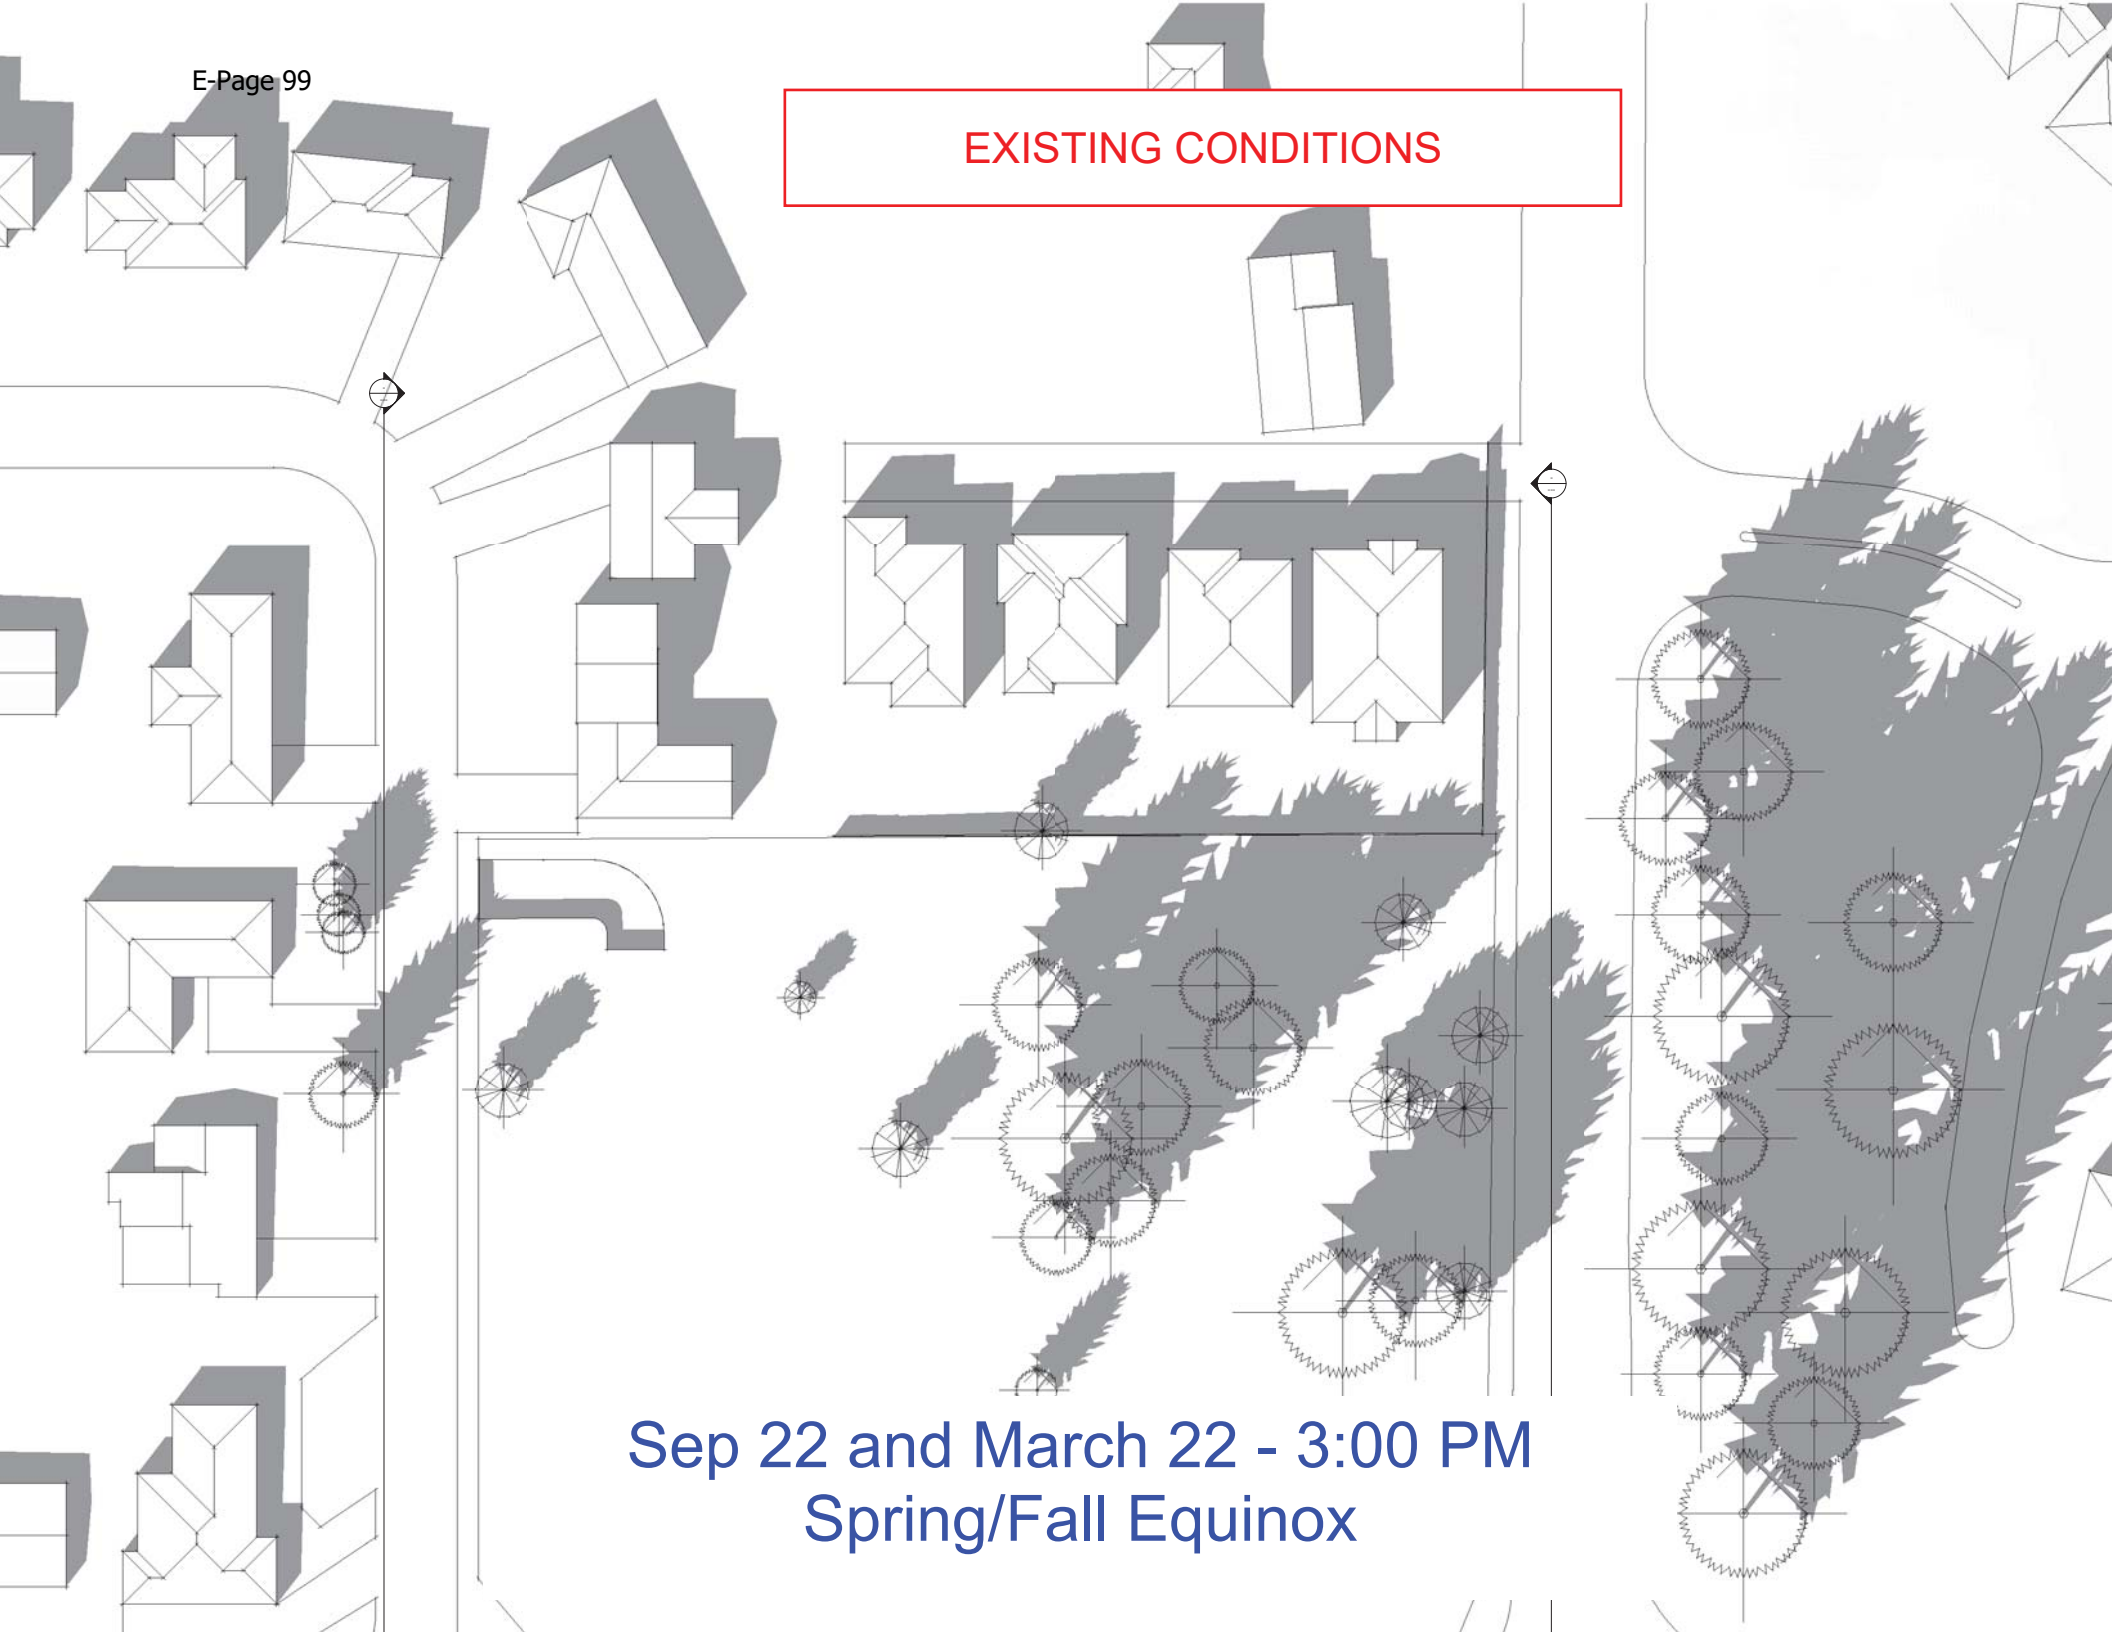 E-Page 99
EXISTING CONDITIONS
Sep 22 and March 22 - 3:00 PM
Spring/Fall Equinox